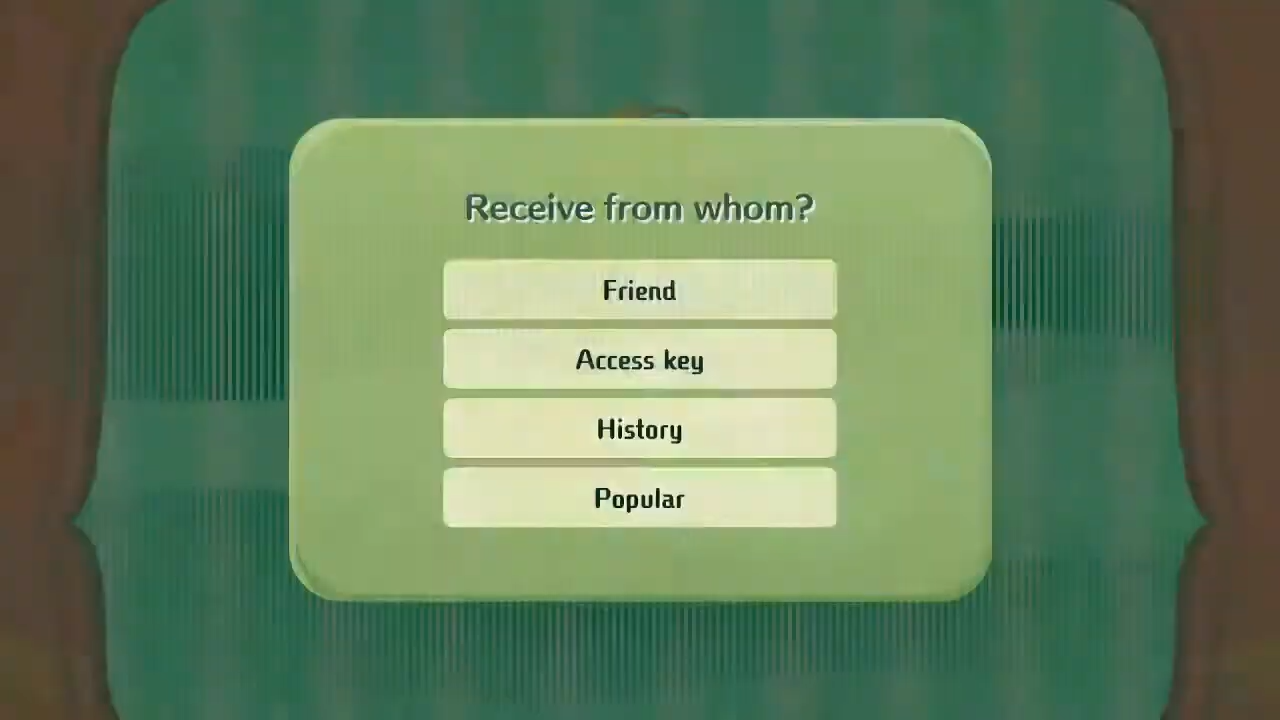 Receive from whom?
Friend
Access key
History
Popular